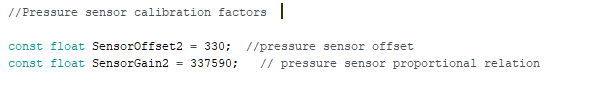 //Pressure sensor calibration factors
const float SensorOffset2 = 330;  //pressure sensor offset
const float SensorGain2 = 337590;   // pressure sensor proportional relation